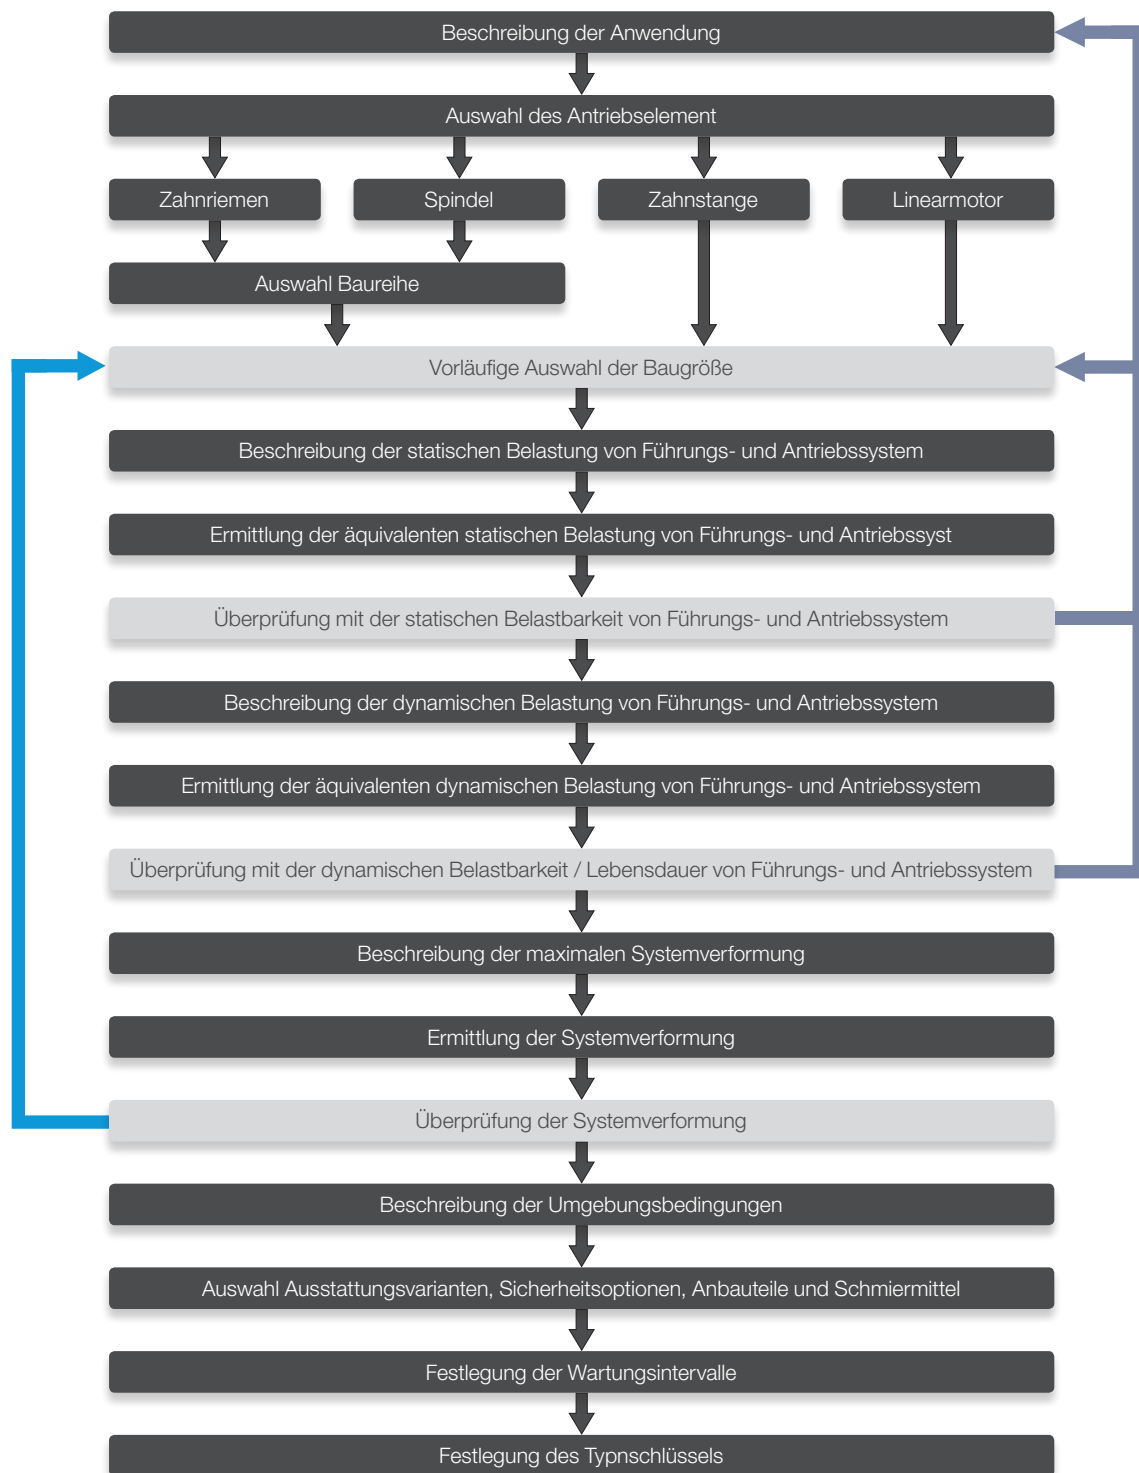 Beschreibung der Anwendung
Auswahl des Antriebselement
Zahnriemen
Spindel
Zahnstange
Linearmotor
Auswahl Baureihe
Vorläufige Auswahl der Baugröße
Beschreibung der statischen Belastung von Führungs- und Antriebssystem
Ermittlung der äquivalenten statischen Belastung von Führungs- und Antriebssyst
Überprüfung mit der statischen Belastbarkeit von Führungs- und Antriebssystem
Beschreibung der dynamischen Belastung von Führungs- und Antriebssystem
Ermittlung der äquivalenten dynamischen Belastung von Führungs- und Antriebssystem
Überprüfung mit der dynamischen Belastbarkeit / Lebensdauer von Führungs- und Antriebssystem
Beschreibung der maximalen Systemverformung
Ermittlung der Systemverformung
Überprüfung der Systemverformung
Beschreibung der Umgebungsbedingungen
Auswahl Ausstattungsvarianten, Sicherheitsoptionen, Anbauteile und Schmiermittel
Festlegung der Wartungsintervalle
Festlegung des Typnschlüssels